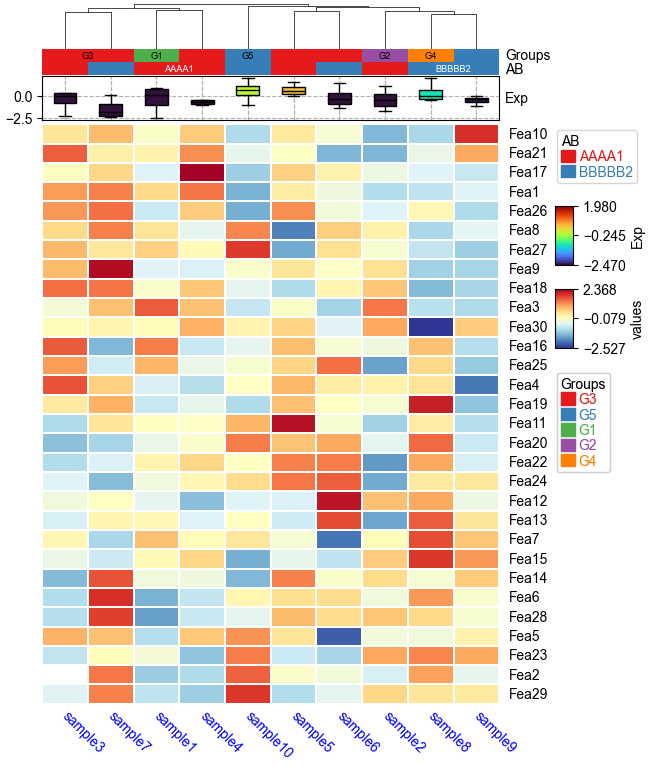 G3 G1 G5 G2 G4 Groups
AAAA1 BBBBB2 AB
0.0
−2.5
Exp
Fea10
Fea21
Fea17
Fea1
Fea26
Fea8
Fea27
Fea9
Fea18
Fea3
Fea30
Fea16
Fea25
Fea4
Fea19
Fea11
Fea20
Fea22
Fea24
Fea12
Fea13
Fea7
Fea15
Fea14
Fea6
Fea28
Fea5
Fea23
Fea2
Fea29
sample3 sample7 sample1 sample4 sample10 sample5 sample6 sample2 sample8 sample9
AB
AAAA1
BBBBB2
1.980
−0.245
−2.470
Exp
2.368
−0.079
−2.527
values
Groups
G3
G5
G1
G2
G4